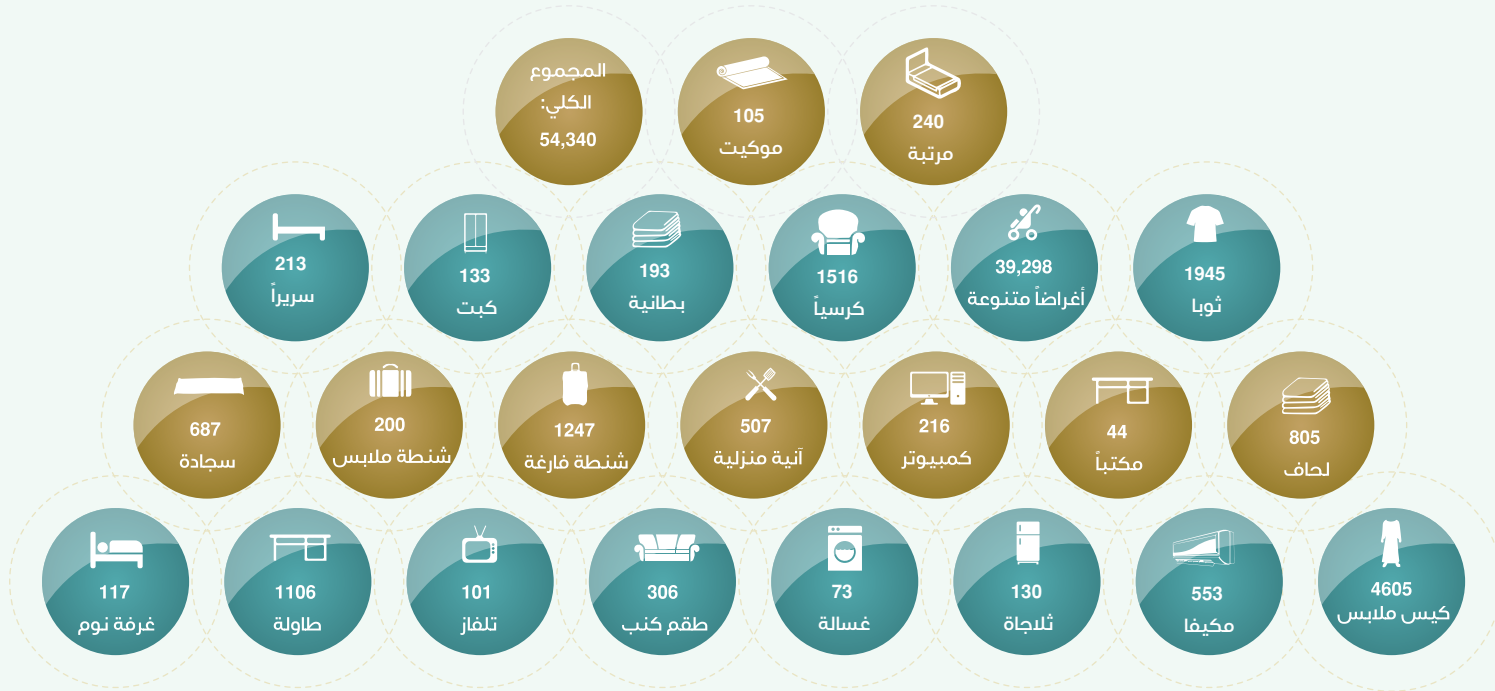 240
مرتبة
105
موكيت
المجموع
الكلي:
54,340
1945
ثوبا
39,298
أغراضاً متنوعة
1516
كرسياً
193
بطانية
133
كبت
213
سريراً
805
لحاف
44
مكتباً
216
كمبيوتر
507
آنية منزلية
1247
شنطة فارغة
200
شنطة ملابس
687
سجادة
4605
كيس ملابس
553
مكيفا
130
ثلاجاة
73
غسالة
306
طقم كنب
101
تلفاز
1106
طاولة
117
غرفة نوم